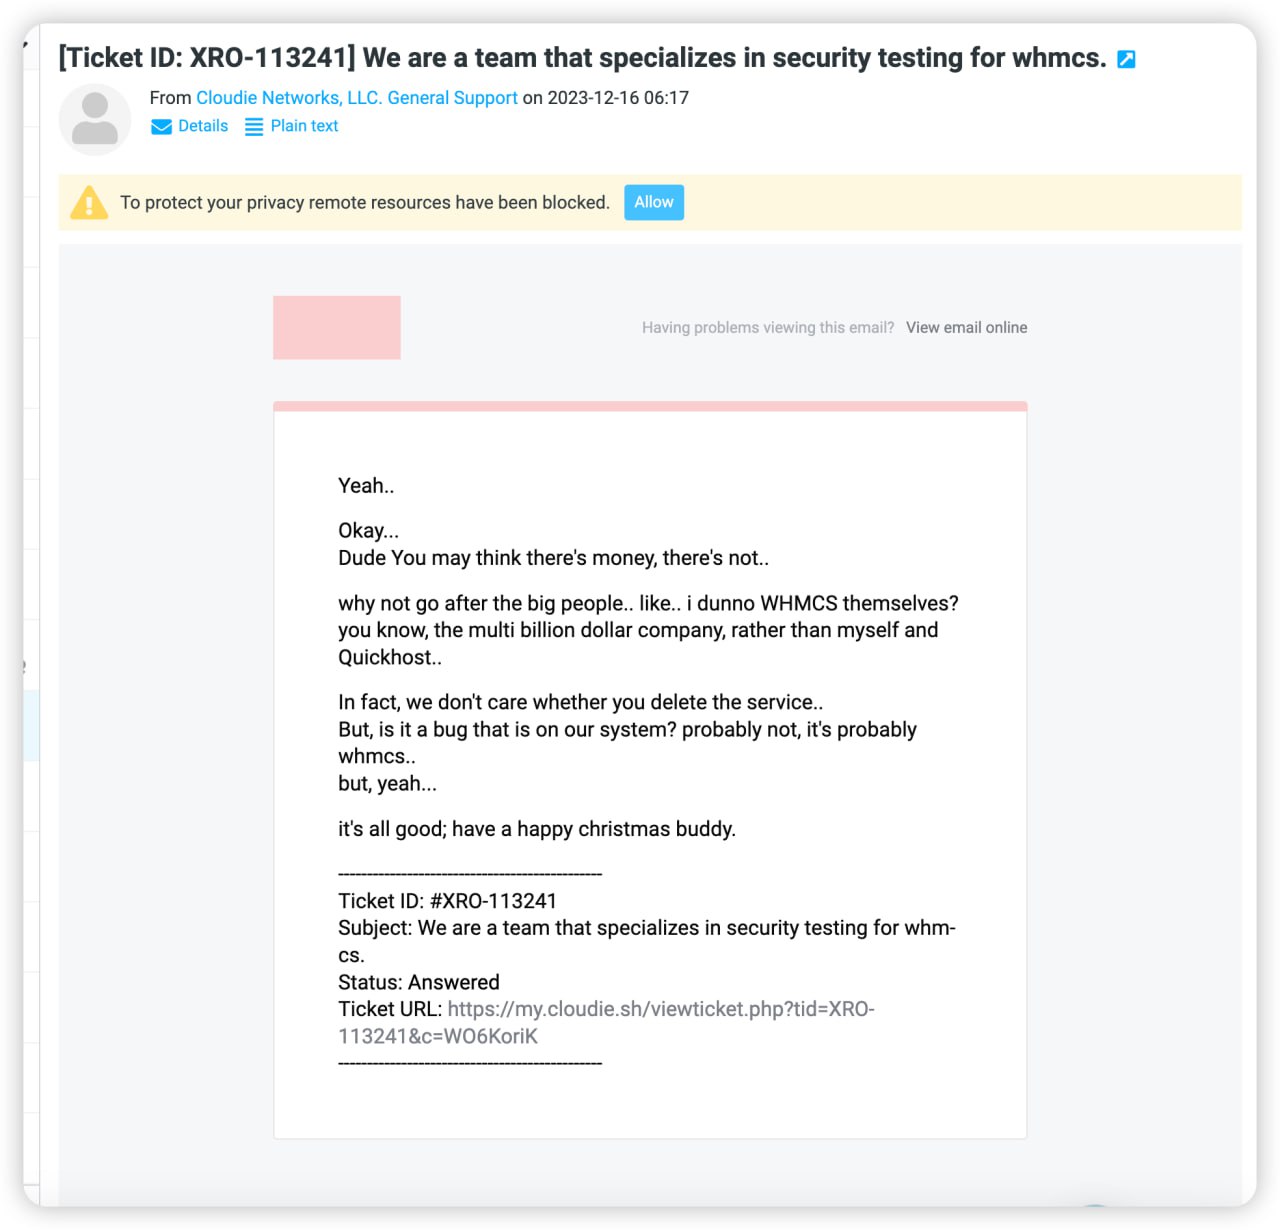 [Ticket ID: XRO-113241] We are a team that specializes in security testing for whmcs.
From Cloudie Networks, LLC. General Support on 2023-12-16 06:17
Details Plain text
To protect your privacy remote resources have been blocked. Allow
Having problems viewing this email? View email online
Yeah..
Okay...
Dude You may think there's money, there's not..
why not go after the big people.. like.. i dunno WHMCS themselves?
you know, the multi billion dollar company, rather than myself and
Quickhost..
In fact, we don't care whether you delete the service..
But, is it a bug that is on our system? probably not, it's probably
whmcs..
but, yeah...
it's all good; have a happy christmas buddy.
----------------------------------------------
Ticket ID: #XRO-113241
Subject: We are a team that specializes in security testing for whm-
cs.
Status: Answered
Ticket URL: https://my.cloudie.sh/viewticket.php?tid=XRO-
113241&c=WO6KoriK
----------------------------------------------